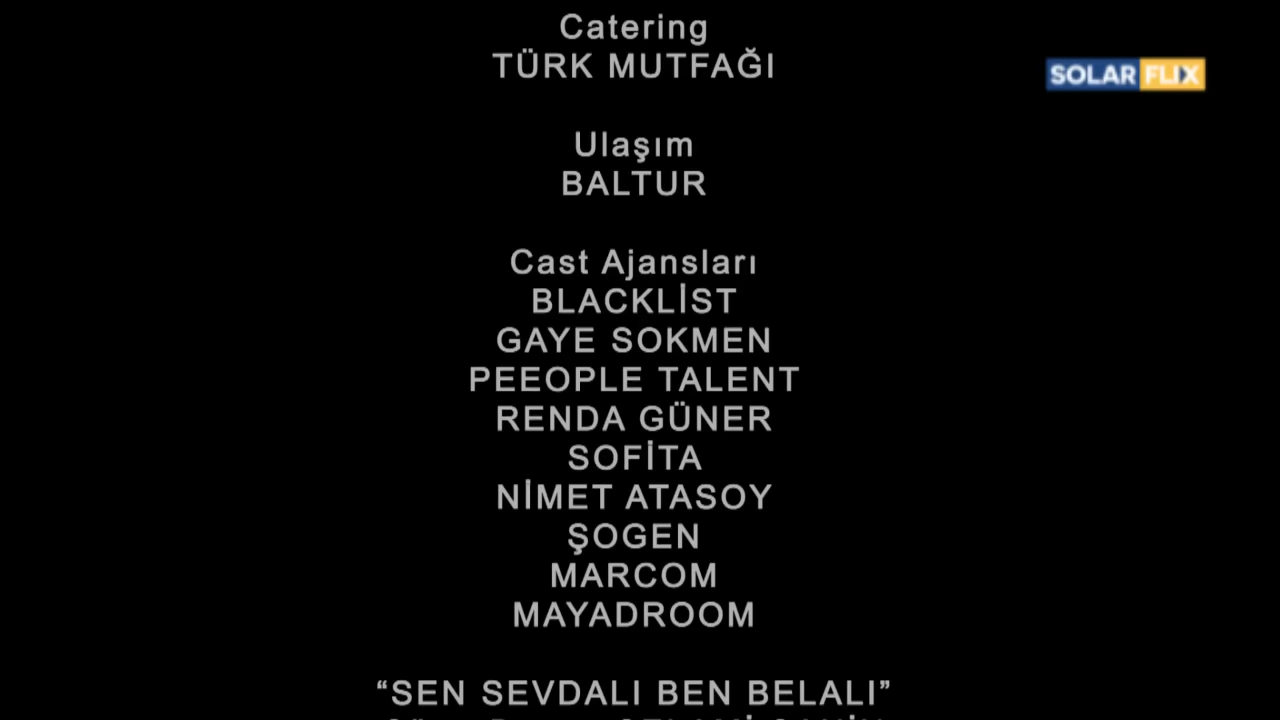 Catering
TÜRK MUTFAĞI
SOLAR FLIX
Ulaşım
BALTUR
Cast Ajansları
BLACKLİST
GAYE SOKMEN
PEEOPLE TALENT
RENDA GÜNER
SOFİTA
NİMET ATASOY
ŞOGEN
MARCOM
MAYADROOM
“SEN SEVDALI BEN BELALI”